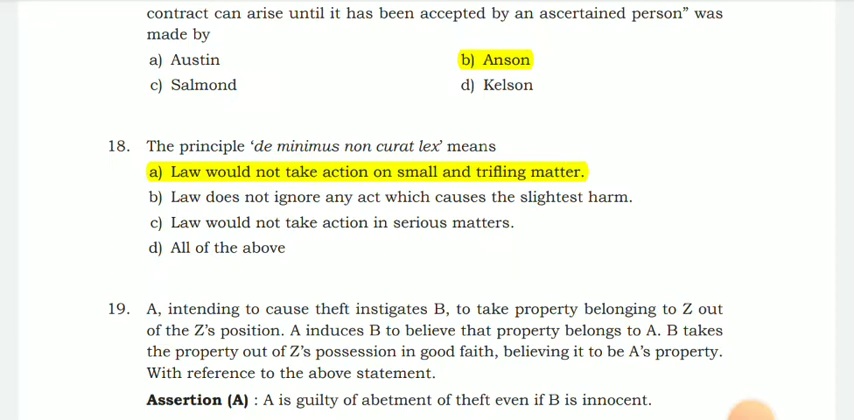 contract can arise until it has been accepted by an ascertained person” was
made by
a) Austin b) Anson
c) Salmond d) Kelson
18. The principle ‘de minimus non curat lex’ means
a) Law would not take action on small and trifling matter.
b) Law does not ignore any act which causes the slightest harm.
c) Law would not take action in serious matters.
d) All of the above
19. A, intending to cause theft instigates B, to take property belonging to Z out
of the Z’s position. A induces B to believe that property belongs to A. B takes
the property out of Z’s possession in good faith, believing it to be A’s property.
With reference to the above statement.
Assertion (A) : A is guilty of abetment of theft even if B is innocent.